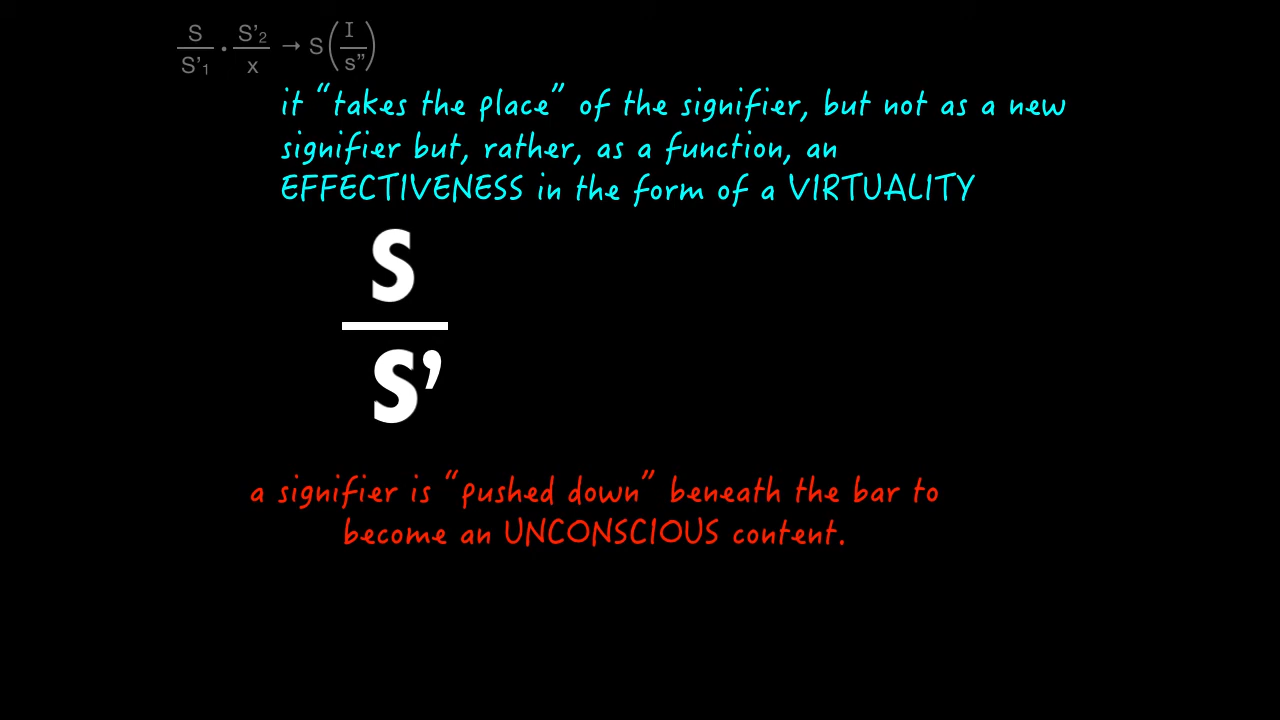 S/S’₁ · S’₂/x → S(I/s”)
it “takes the place” of the signifier, but not as a new
signifier but, rather, as a function, an
EFFECTIVENESS in the form of a VIRTUALITY
S
S’
a signifier is “pushed down” beneath the bar to
become an UNCONSCIOUS content.